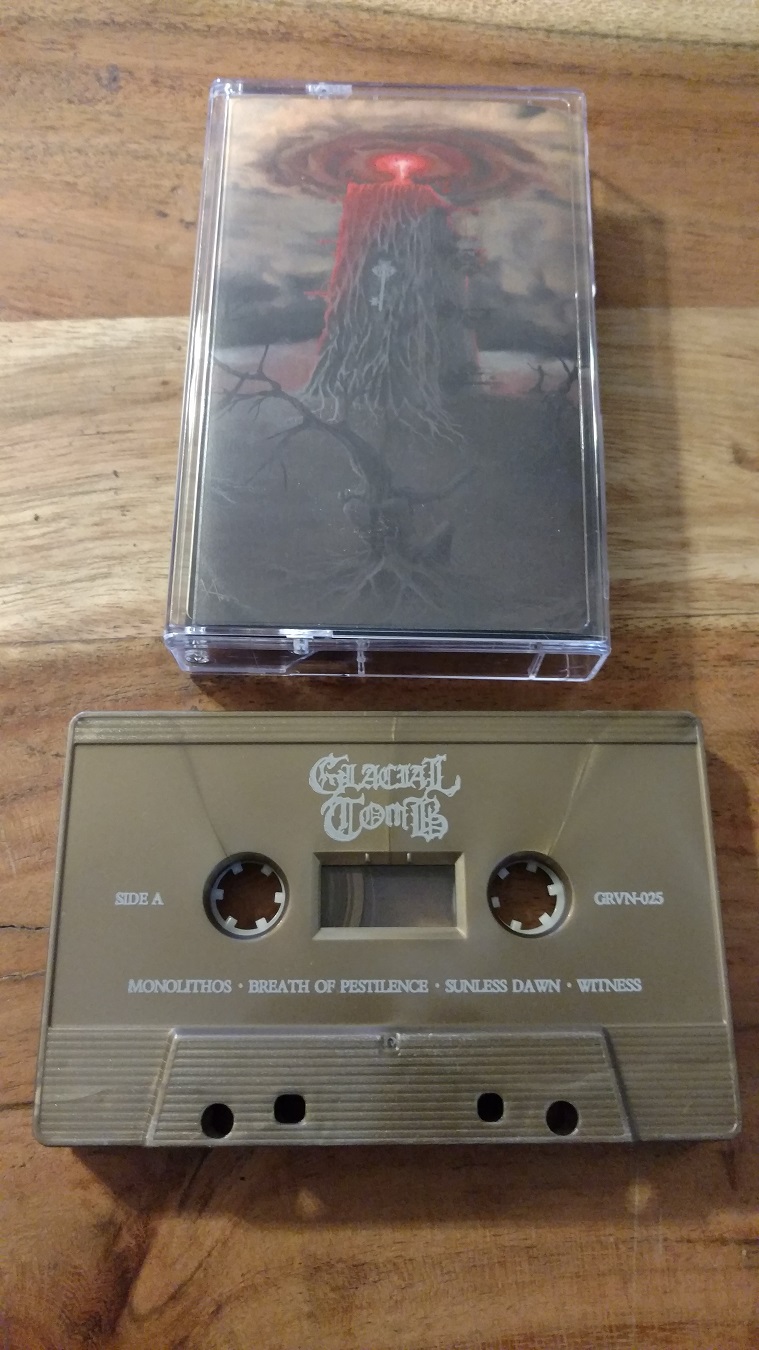 GLACIAL
TOMB
SIDE A
GRVN-025
MONOLITHOS • BREATH OF PESTILENCE • SUNLESS DAWN • WITNESS